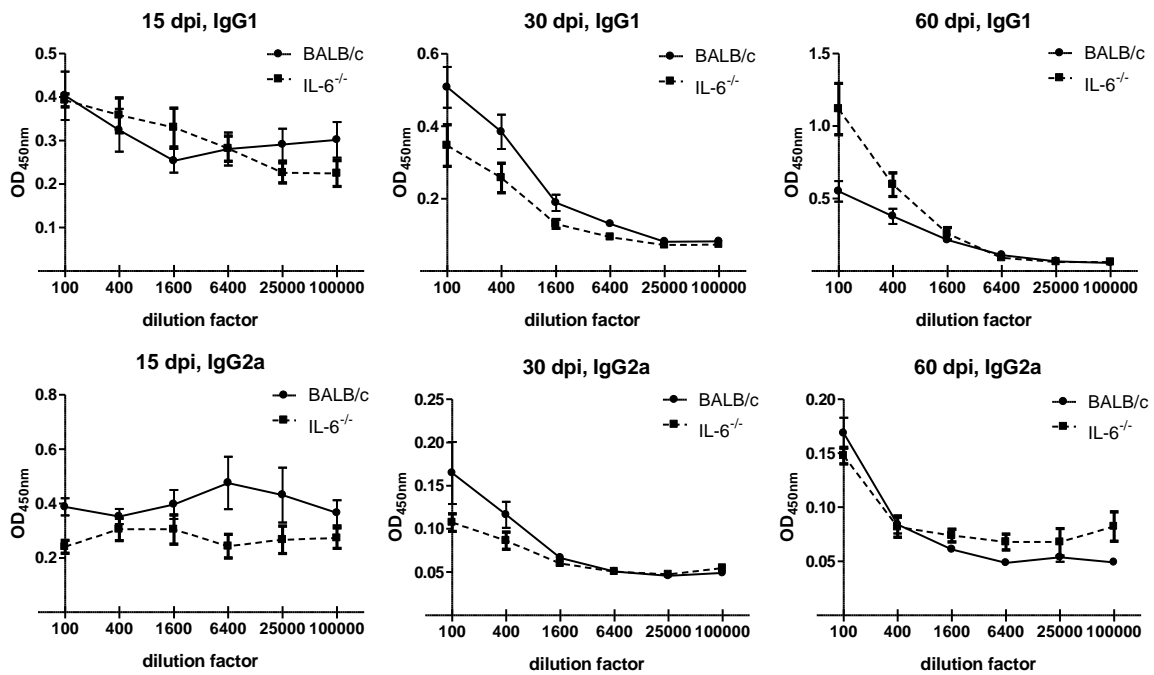 15 dpi, IgG1
BALB/c
IL-6-/-
OD450nm
0.5
0.4
0.3
0.2
100 400 1600 6400 25000 100000
dilution factor
30 dpi, IgG1
BALB/c
IL-6-/-
OD450nm
0.6
0.4
0.2
100 400 1600 6400 25000 100000
dilution factor
60 dpi, IgG1
BALB/c
IL-6-/-
OD450nm
1.5
1.0
0.5
100 400 1600 6400 25000 100000
dilution factor
15 dpi, IgG2a
BALB/c
IL-6-/-
OD450nm
0.8
0.6
0.4
0.2
100 400 1600 6400 25000 100000
dilution factor
30 dpi, IgG2a
BALB/c
IL-6-/-
OD450nm
0.25
0.20
0.15
0.10
0.05
100 400 1600 6400 25000 100000
dilution factor
60 dpi, IgG2a
BALB/c
IL-6-/-
OD450nm
0.20
0.15
0.10
0.05
100 400 1600 6400 25000 100000
dilution factor